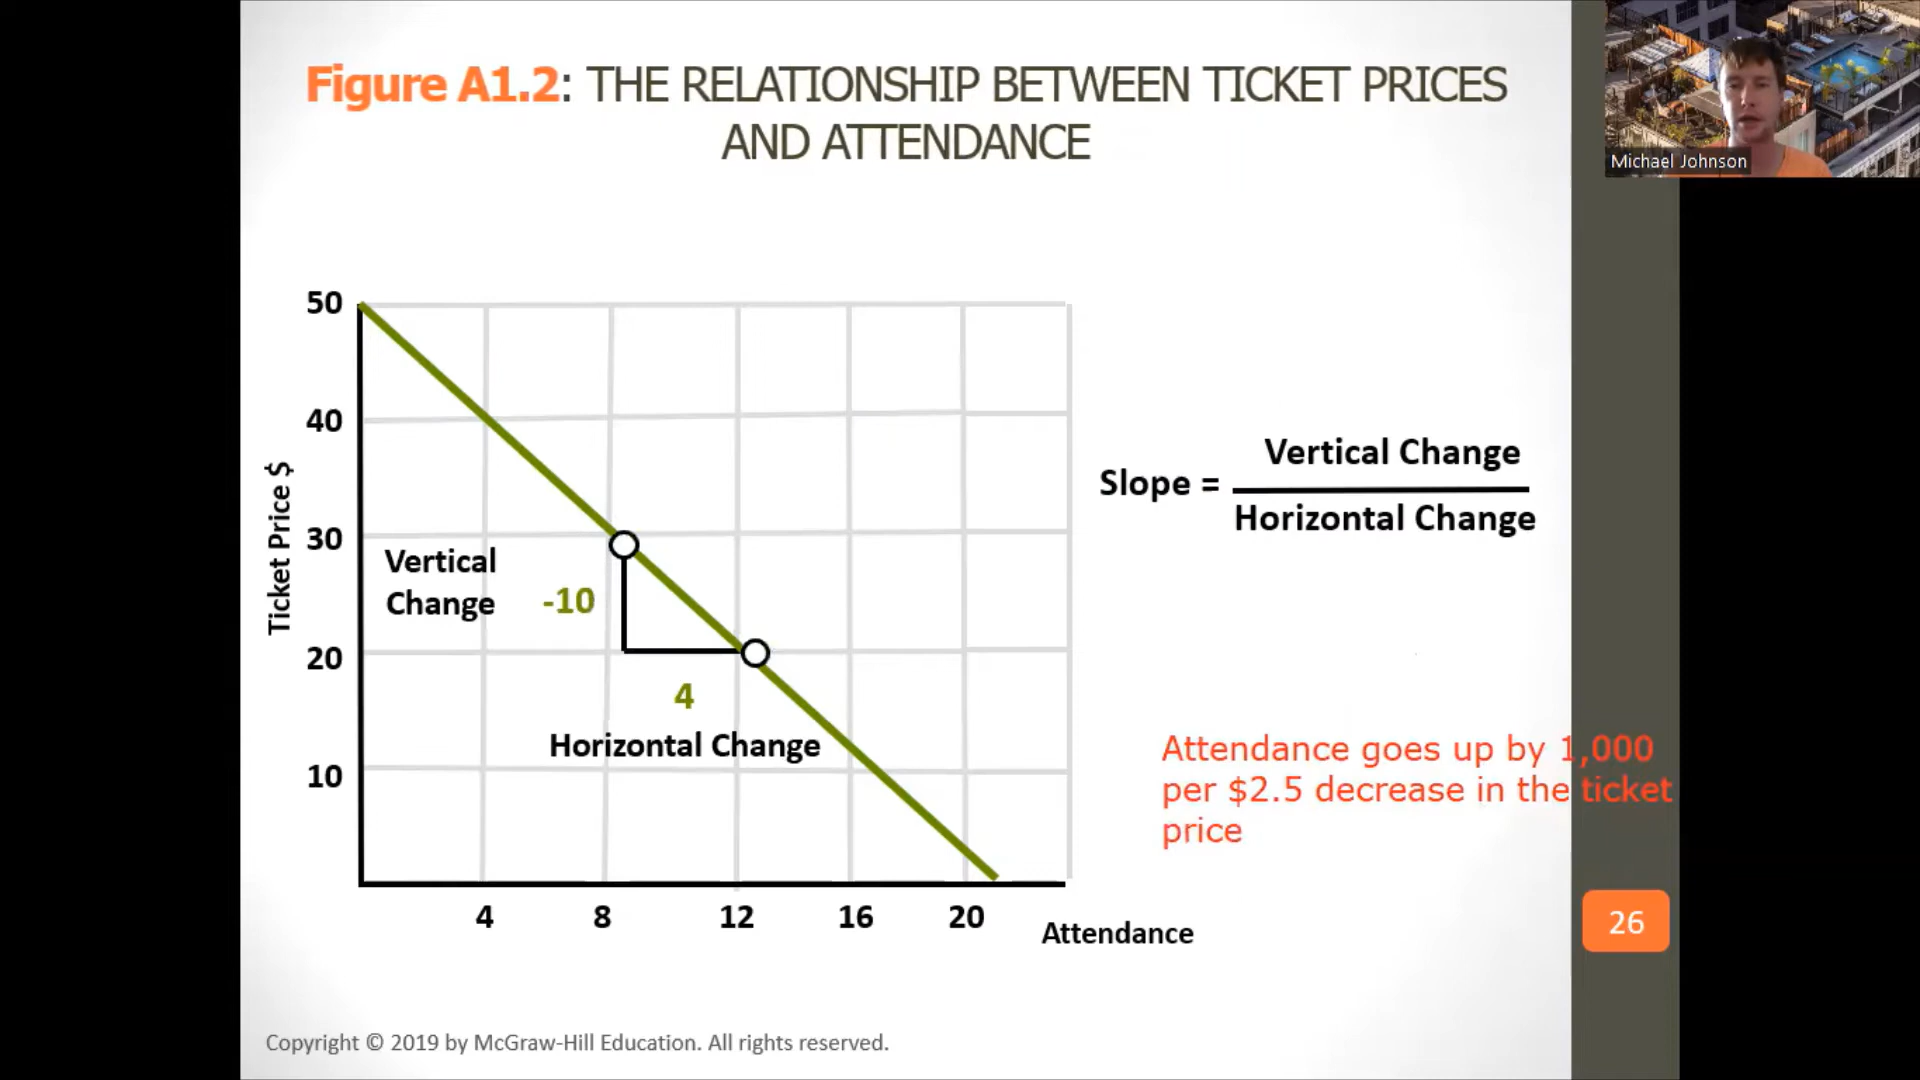 Figure A1.2: THE RELATIONSHIP BETWEEN TICKET PRICES
AND ATTENDANCE
Michael Johnson
50
40
30
20
10
Ticket Price $
Vertical
Change
-10
4
Horizontal Change
4 8 12 16 20
Attendance
Slope =
Vertical Change
Horizontal Change
Attendance goes up by 1,000
per $2.5 decrease in the ticket
price
26
Copyright © 2019 by McGraw-Hill Education. All rights reserved.